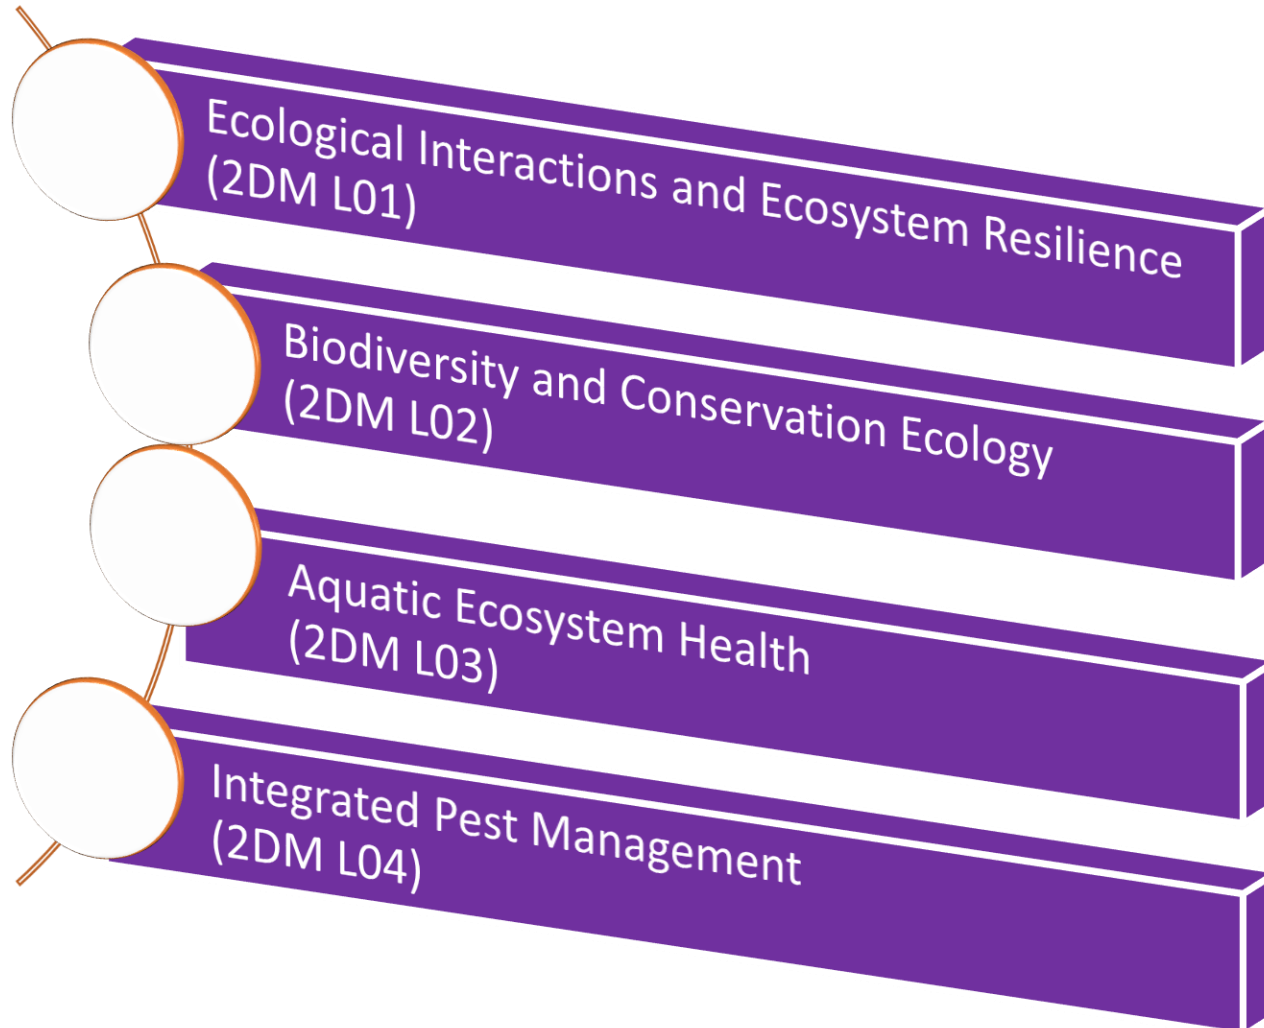 Ecological Interactions and Ecosystem Resilience
(2DM L01)
Biodiversity and Conservation Ecology
(2DM L02)
Aquatic Ecosystem Health
(2DM L03)
Integrated Pest Management
(2DM L04)